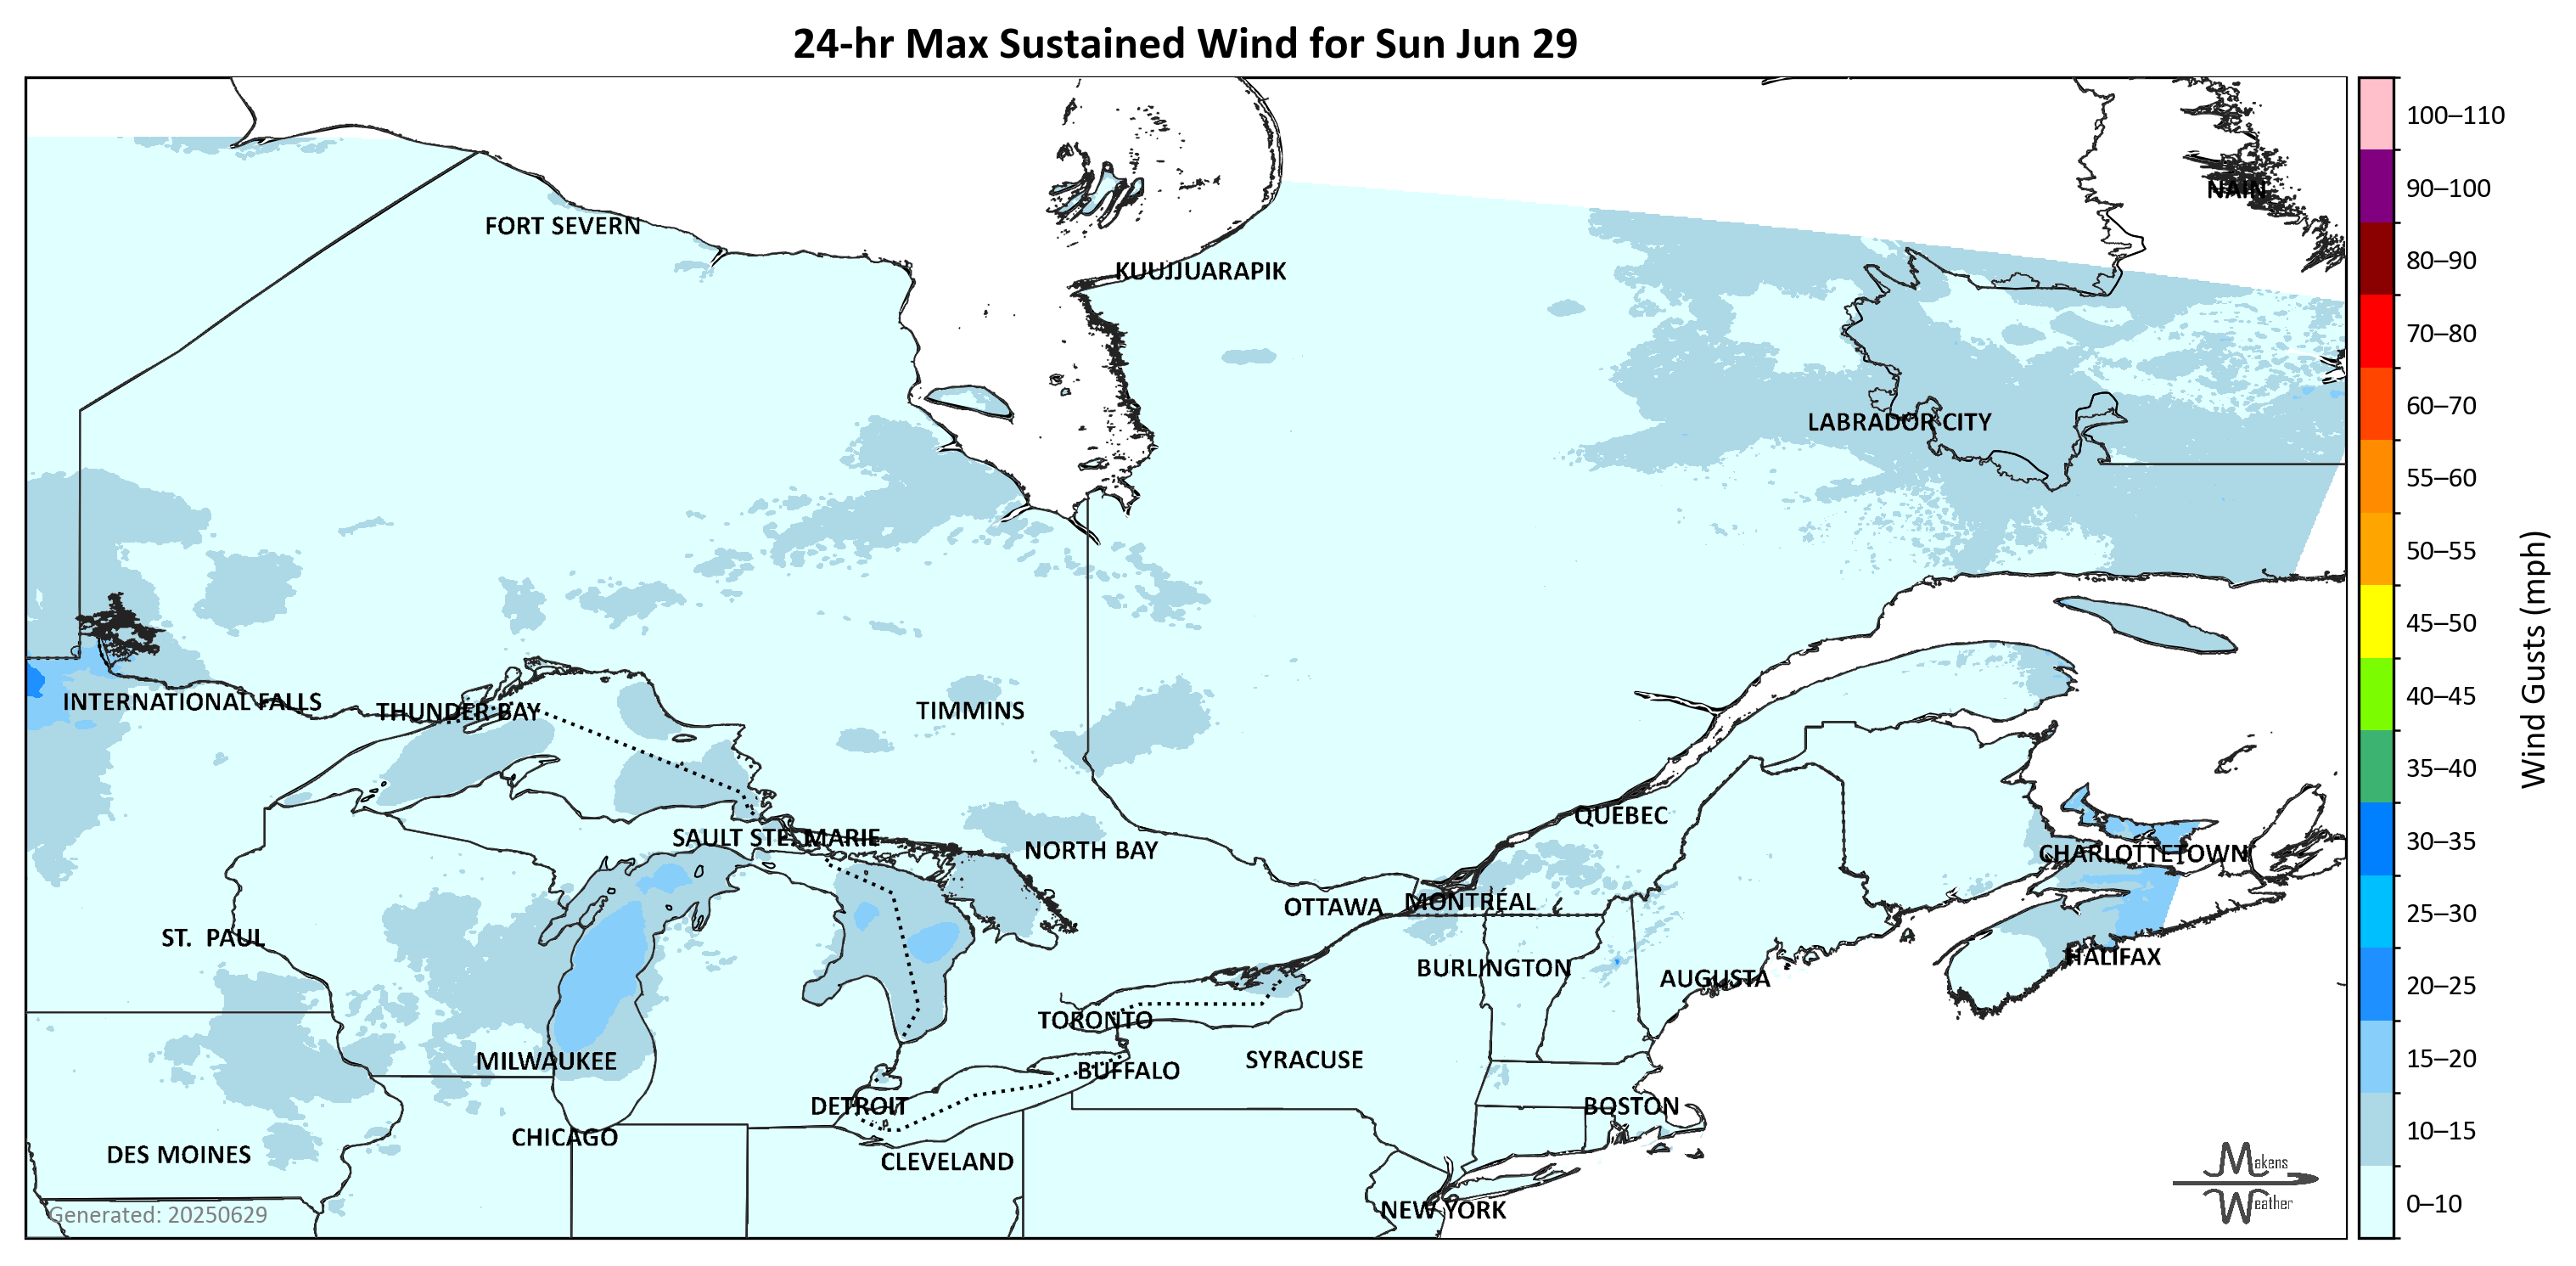 24-hr Max Sustained Wind for Sun Jun 29
100–110
90–100
NAIN
FORT SEVERN
80–90
KUUJJUARAPIK
70–80
60–70
LABRADOR CITY
55–60
50–55
45–50
Wind Gusts (mph)
40–45
INTERNATIONAL FALLS
THUNDER BAY
TIMMINS
35–40
QUEBEC
30–35
SAULT STE. MARIE
NORTH BAY
CHARLOTTETOWN
OTTAWA
MONTRÉAL
25–30
ST. PAUL
HALIFAX
BURLINGTON
AUGUSTA
20–25
TORONTO
MILWAUKEE
SYRACUSE
15–20
BUFFALO
DETROIT
BOSTON
CHICAGO
10–15
DES MOINES
CLEVELAND
Makens
Weather
0–10
NEW YORK
Generated: 20250629